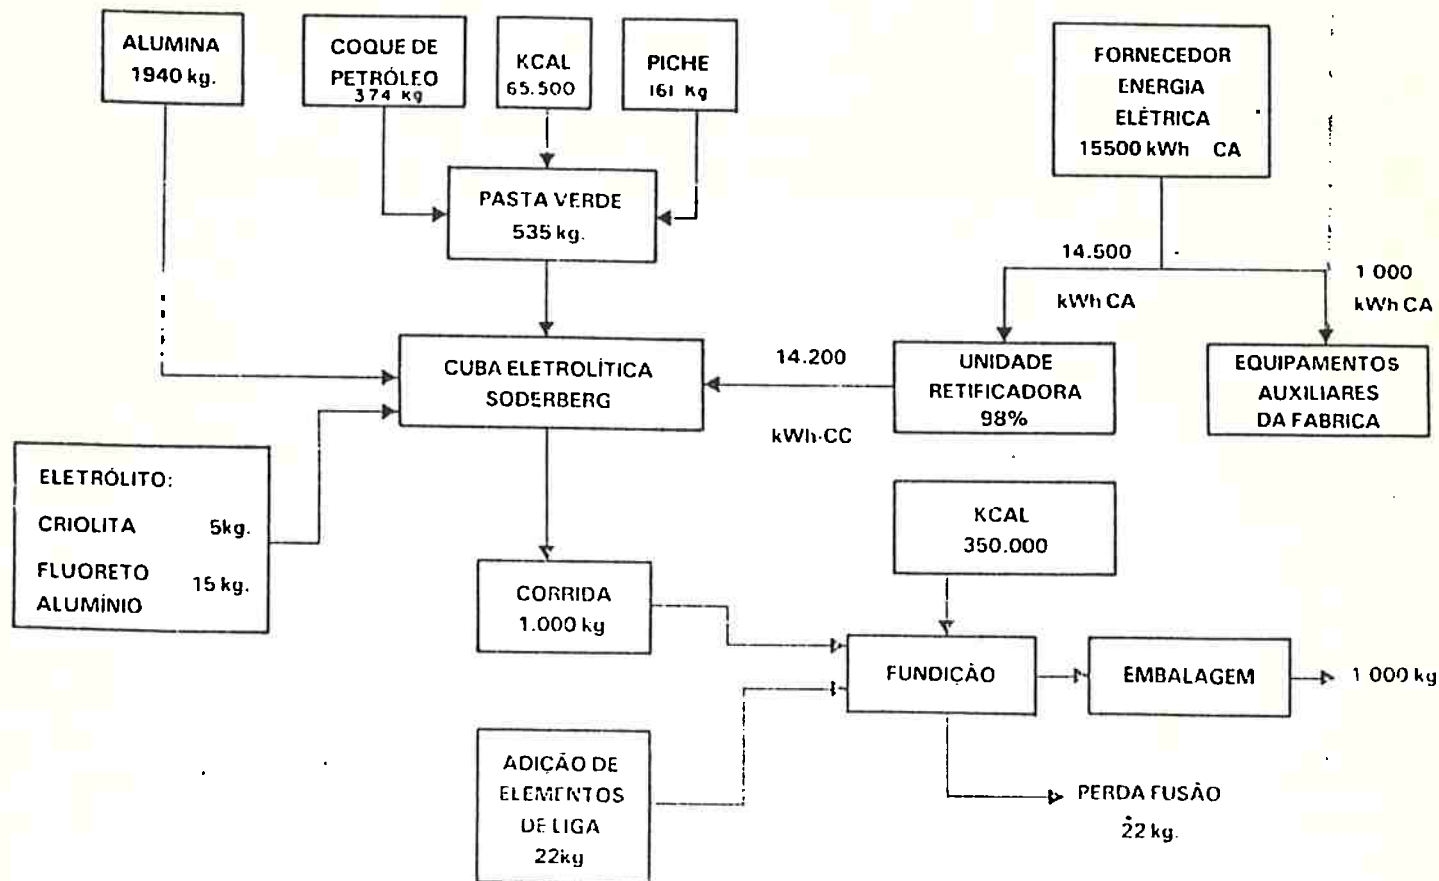 ALUMINA
1940 kg.
COQUE DE
PETRÓLEO
374 Kg
KCAL
65.500
PICHE
161 Kg
FORNECEDOR
ENERGIA
ELÉTRICA
15500 kWh CA
PASTA VERDE
535 kg.
14.500
kWh CA
1 000
kWh CA
CUBA ELETROLÍTICA
SODERBERG
14.200
kWh-CC
UNIDADE
RETIFICADORA
98%
EQUIPAMENTOS
AUXILIARES
DA FABRICA
ELETRÓLITO:
CRIOLITA 5kg.
FLUORETO
ALUMÍNIO 15 kg.
KCAL
350.000
CORRIDA
1.000 kg
FUNDIÇÃO
EMBALAGEM
1 000 kg
ADIÇÃO DE
ELEMENTOS
DE LIGA
22kg
PERDA FUSÃO
22 kg.